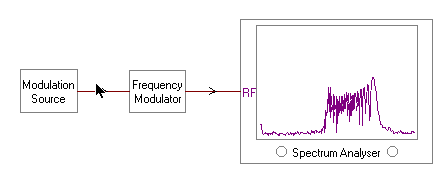 Modulation
Source
Frequency
Modulator
RF
Spectrum Analyser